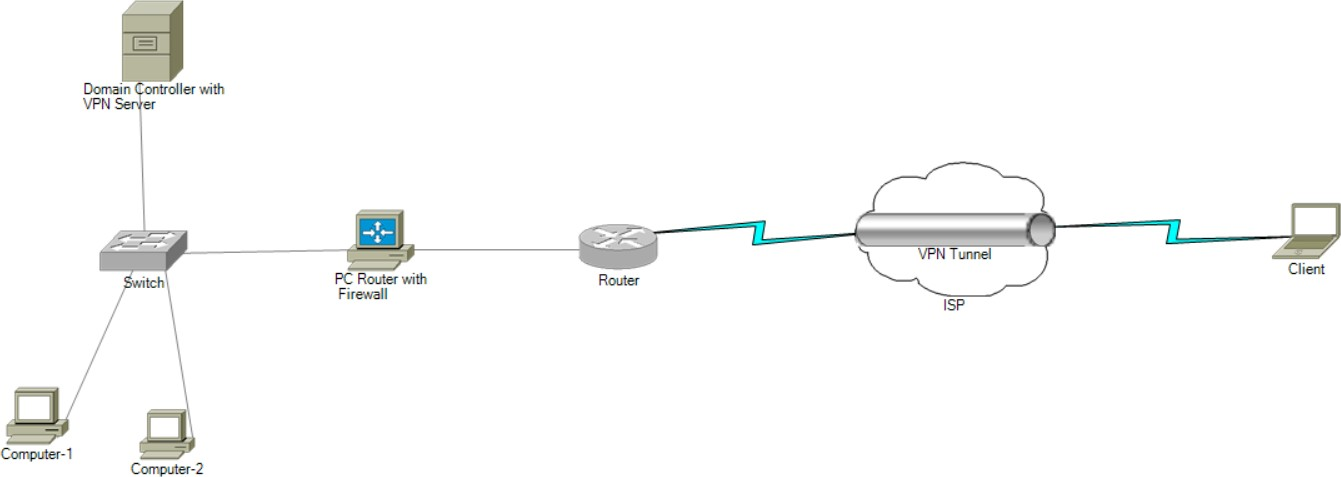 Domain Controller with
VPN Server
Switch
PC Router with
Firewall
Router
VPN Tunnel
ISP
Client
Computer-1
Computer-2